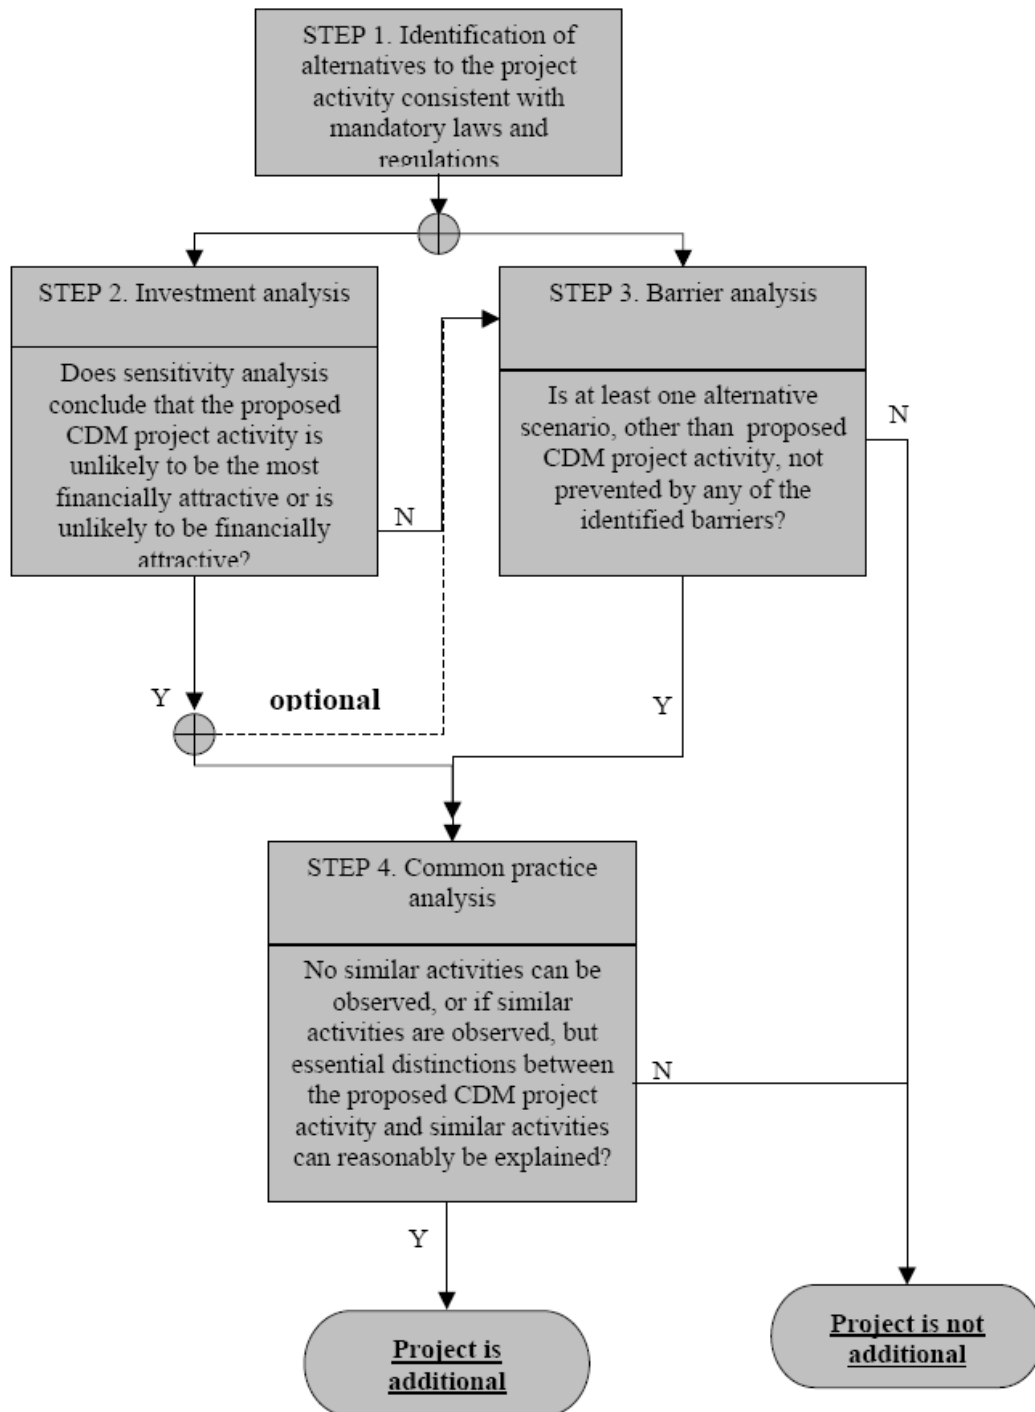 STEP 1. Identification of
alternatives to the project
activity consistent with
mandatory laws and
regulations
STEP 2. Investment analysis
Does sensitivity analysis
conclude that the proposed
CDM project activity is
unlikely to be the most
financially attractive or is
unlikely to be financially
attractive?
N
Y
optional
STEP 3. Barrier analysis
Is at least one alternative
scenario, other than proposed
CDM project activity, not
prevented by any of the
identified barriers?
N
Y
STEP 4. Common practice
analysis
No similar activities can be
observed, or if similar
activities are observed, but
essential distinctions between
the proposed CDM project
activity and similar activities
can reasonably be explained?
N
Y
Project is
additional
Project is not
additional